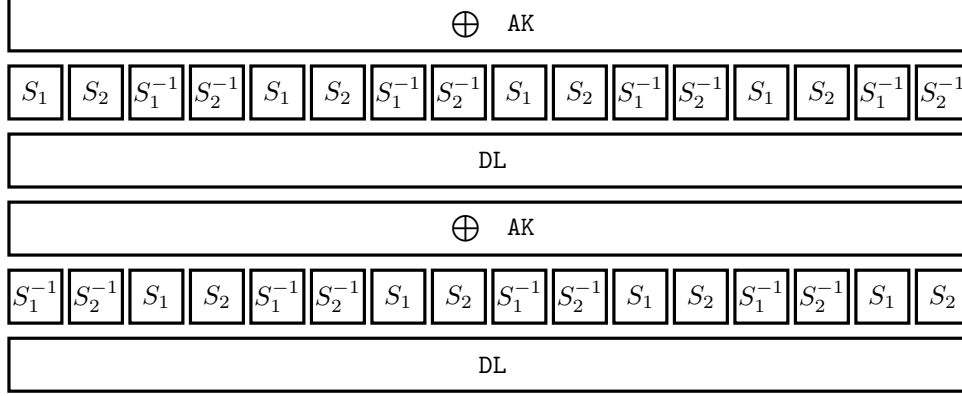 ⊕ AK
S₁ S₂ S₁⁻¹ S₂⁻¹ S₁ S₂ S₁⁻¹ S₂⁻¹ S₁ S₂ S₁⁻¹ S₂⁻¹ S₁ S₂ S₁⁻¹ S₂⁻¹
DL
⊕ AK
S₁⁻¹ S₂⁻¹ S₁ S₂ S₁⁻¹ S₂⁻¹ S₁ S₂ S₁⁻¹ S₂⁻¹ S₁ S₂ S₁⁻¹ S₂⁻¹ S₁ S₂
DL